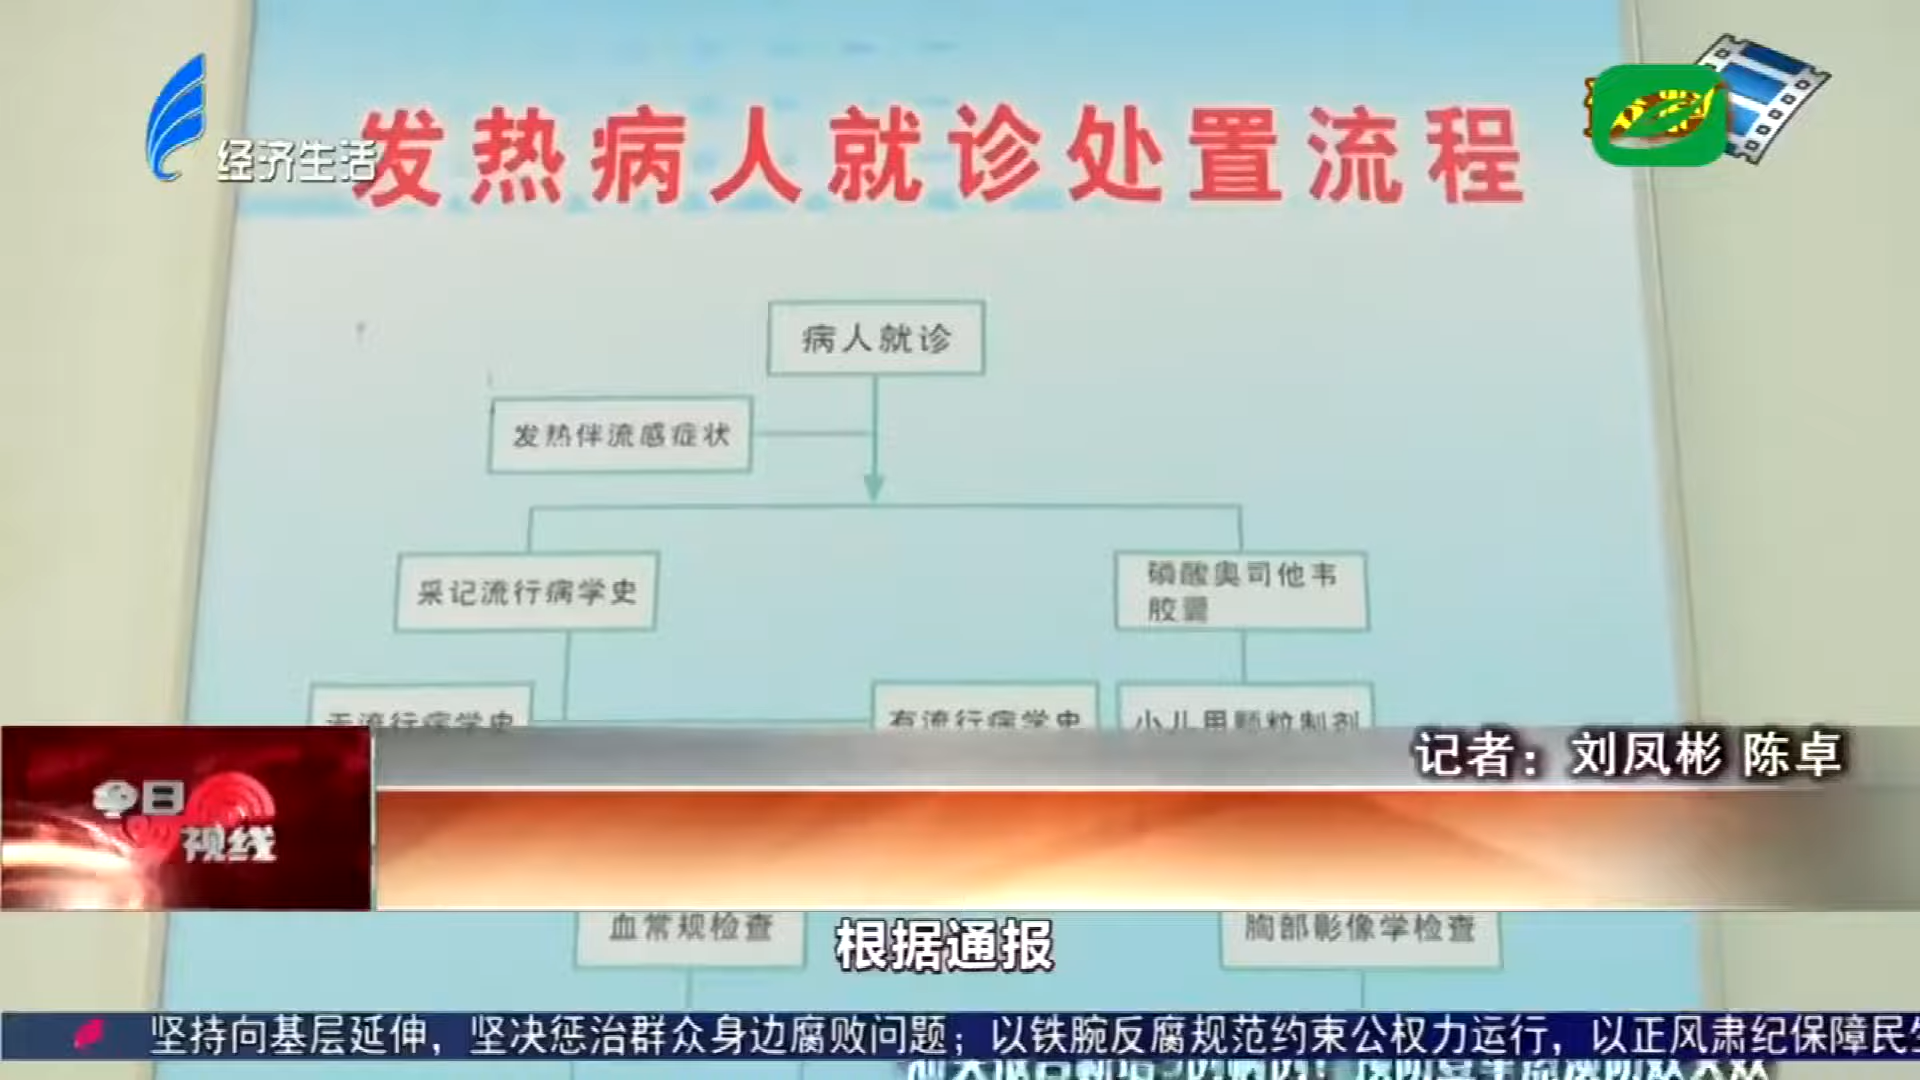 经济生活
发热病人就诊处置流程
病人就诊
发热伴流感症状
采记流行病学史
磷酸奥司他韦
胶囊
无流行病学史
有流行病学史
小儿用颗粒制剂
记者：刘凤彬 陈卓
今日
视线
血常规检查
胸部影像学检查
根据通报
坚持向基层延伸，坚决惩治群众身边腐败问题；以铁腕反腐规范约束公权力运行，以正风肃纪保障民生